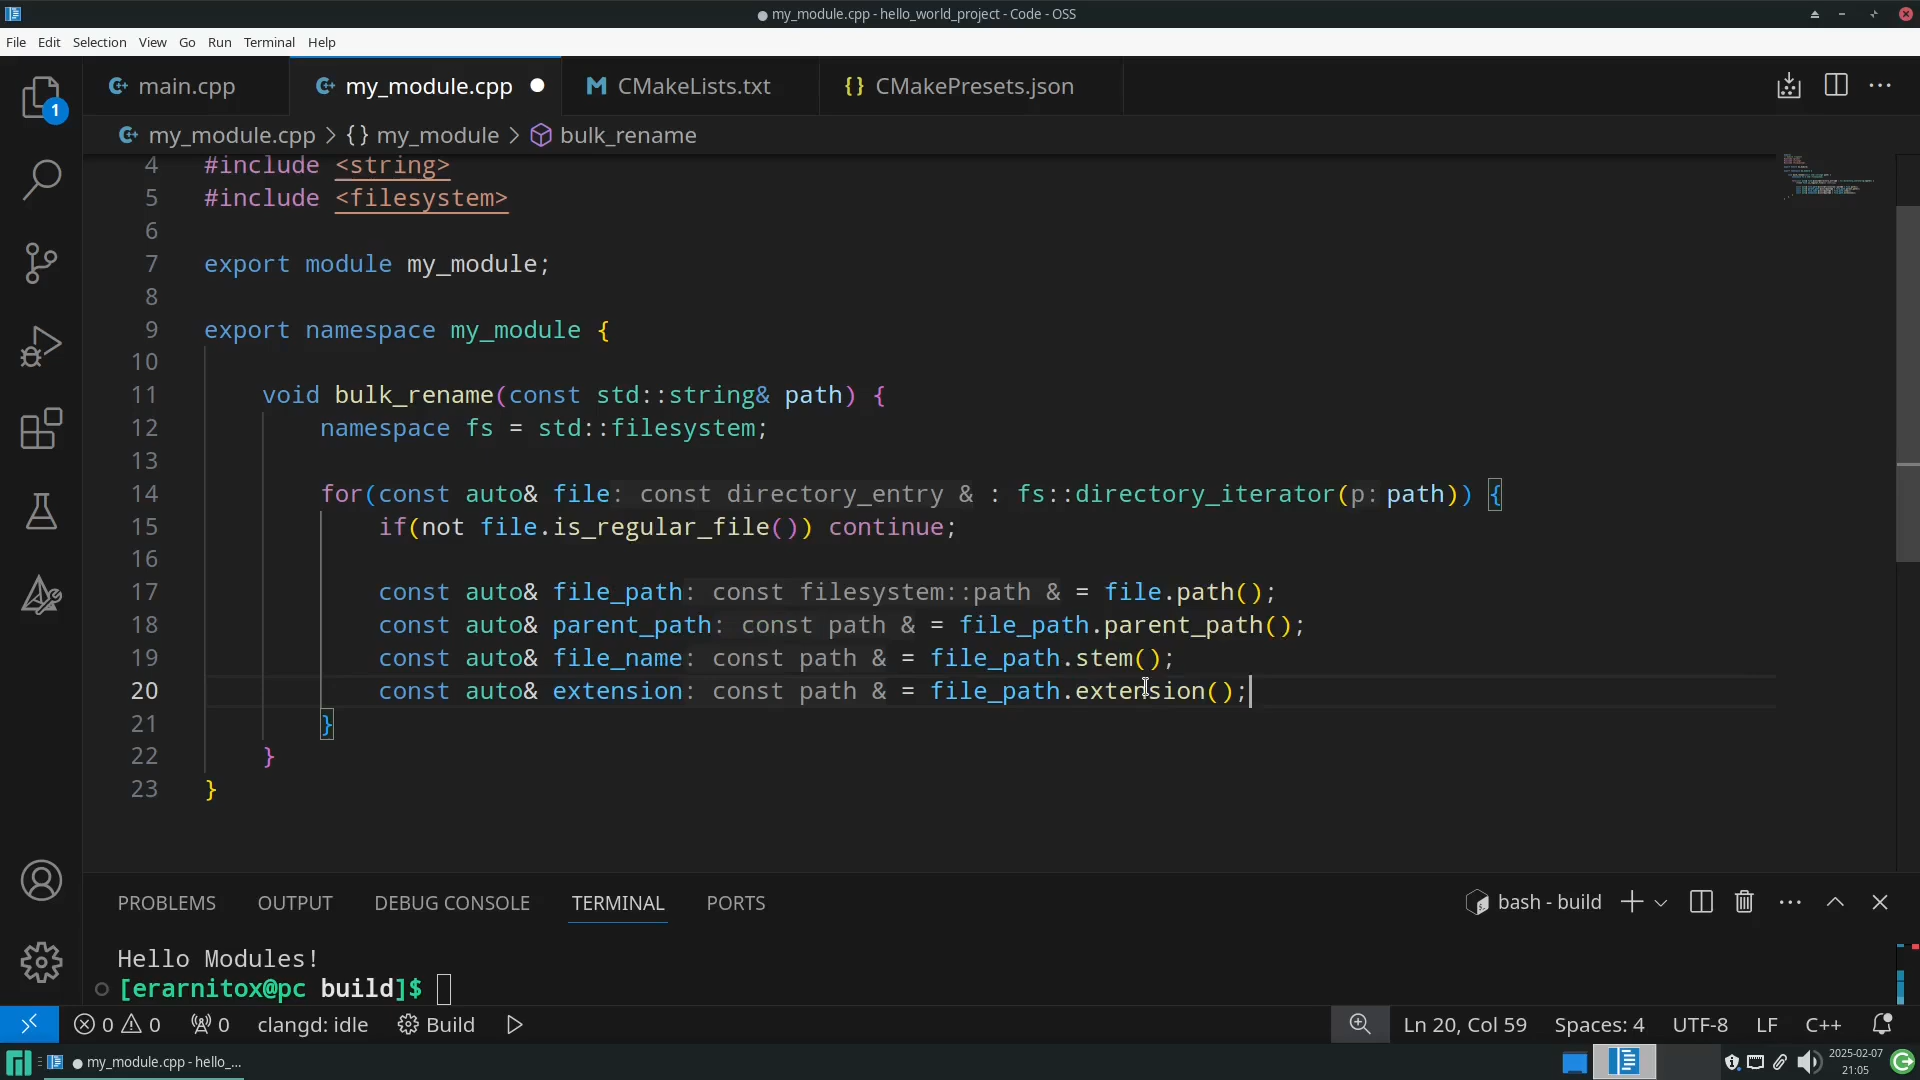 my_module.cpp - hello_world_project - Code - OSS
File Edit Selection View Go Run Terminal Help
main.cpp my_module.cpp CMakeLists.txt CMakePresets.json
1
my_module.cpp > {} my_module > bulk_rename
4 #include <string>
5 #include <filesystem>
6
7 export module my_module;
8
9 export namespace my_module {
10
11 void bulk_rename(const std::string& path) {
12 namespace fs = std::filesystem;
13
14 for(const auto& file: const directory_entry & : fs::directory_iterator(p: path)) {
15 if(not file.is_regular_file()) continue;
16
17 const auto& file_path: const filesystem::path & = file.path();
18 const auto& parent_path: const path & = file_path.parent_path();
19 const auto& file_name: const path & = file_path.stem();
20 const auto& extension: const path & = file_path.extension();
21 }
22 }
23 }
PROBLEMS OUTPUT DEBUG CONSOLE TERMINAL PORTS bash - build
Hello Modules!
[erarnitox@pc build]$
0 0 0 clangd: idle Build Ln 20, Col 59 Spaces: 4 UTF-8 LF C++
my_module.cpp - hello_... 2025-02-07
21:05